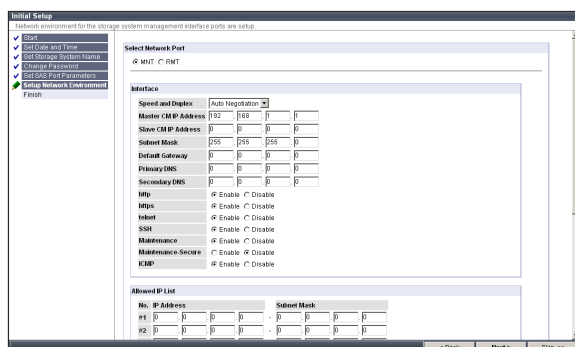 Initial Setup
Network environment for the storage system management interface ports are setup.
Start
Set Date and Time
Set Storage System Name
Change Password
Set SAS Port Parameters
Setup Network Environment
Finish
Select Network Port
MNT RMT
Interface
Speed and Duplex Auto Negotiation
Master CM IP Address 192 . 168 . 1 . 1
Slave CM IP Address 0 . 0 . 0 . 0
Subnet Mask 255 . 255 . 255 . 0
Default Gateway 0 . 0 . 0 . 0
Primary DNS 0 . 0 . 0 . 0
Secondary DNS 0 . 0 . 0 . 0
http Enable Disable
https Enable Disable
telnet Enable Disable
SSH Enable Disable
Maintenance Enable Disable
Maintenance-Secure Enable Disable
ICMP Enable Disable
Allowed IP List
No. IP Address Subnet Mask
#1 0 . 0 . 0 . 0 - 0 . 0 . 0 . 0
#2 0 . 0 . 0 . 0 - 0 . 0 . 0 . 0
< Back Next > Skip >>